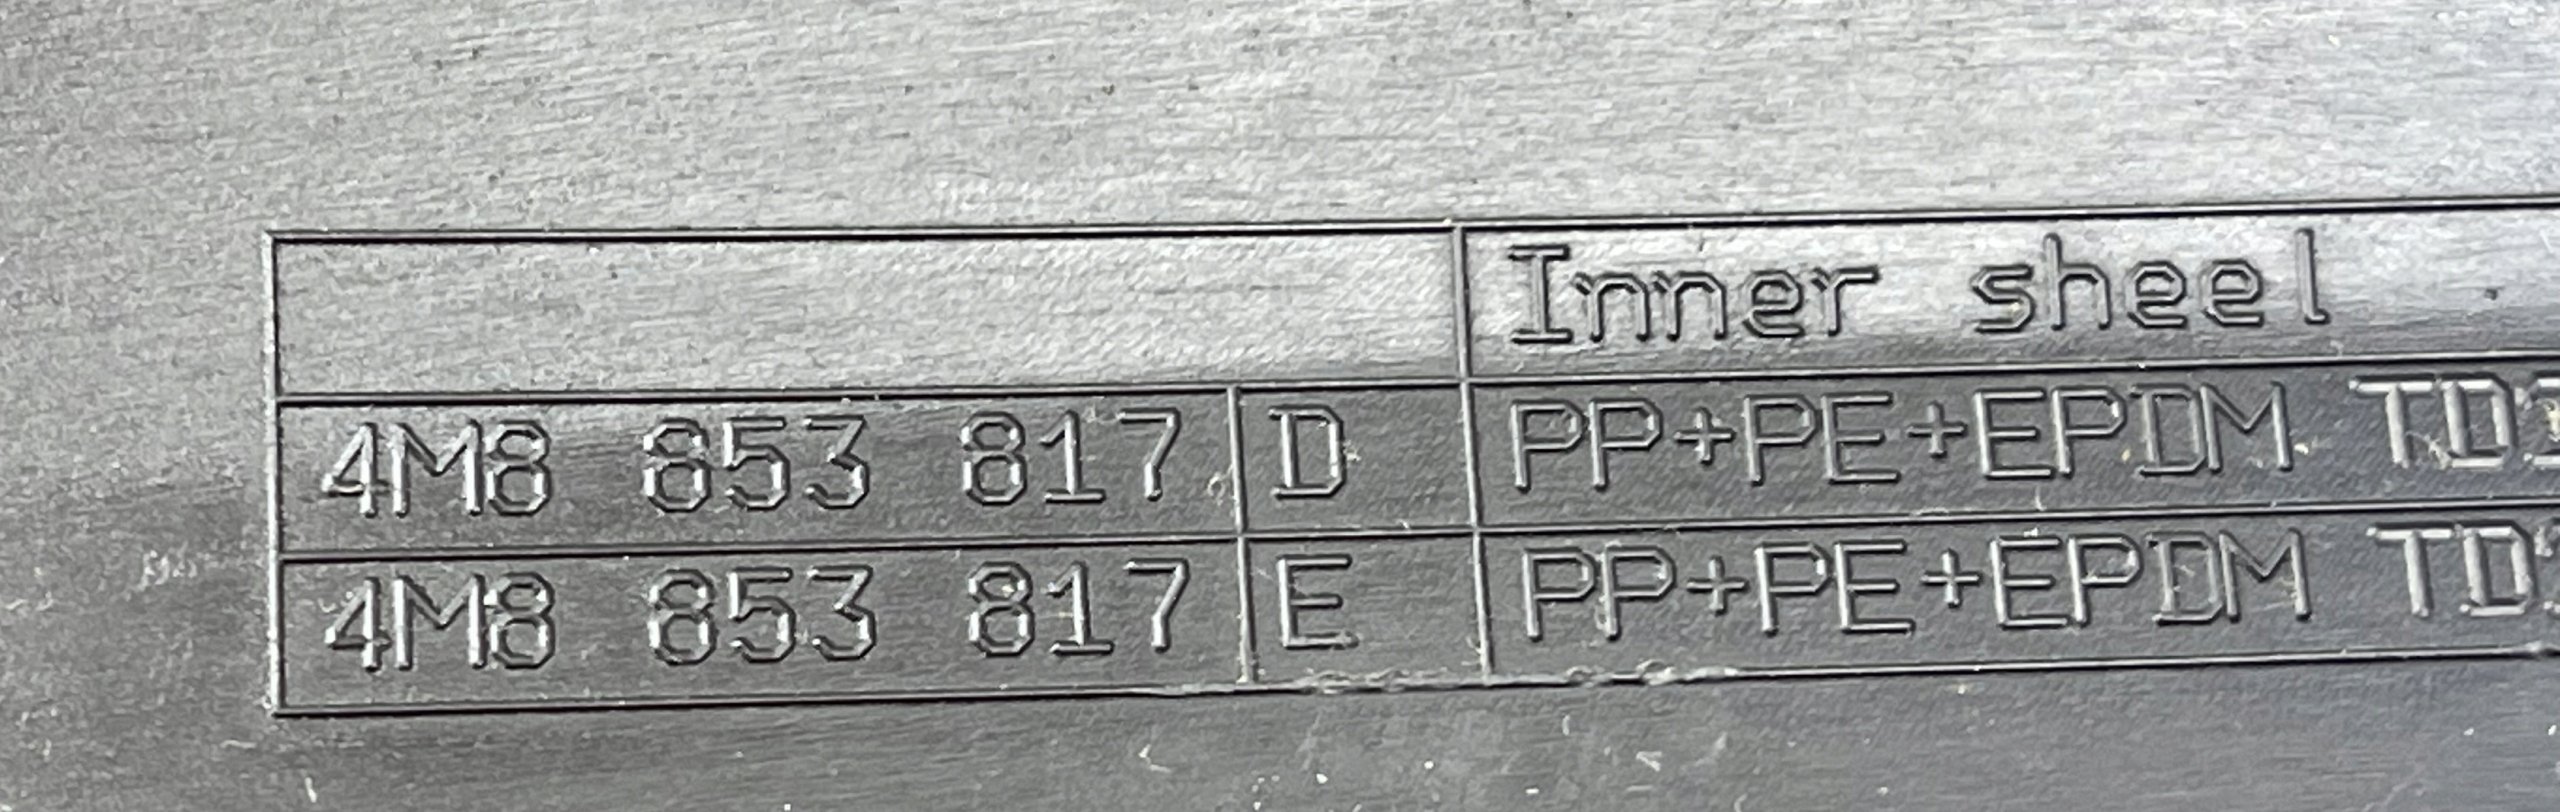 Inner sheel
4M8 853 817 D PP+PE+EPDM
4M8 853 817 E PP+PE+EPDM